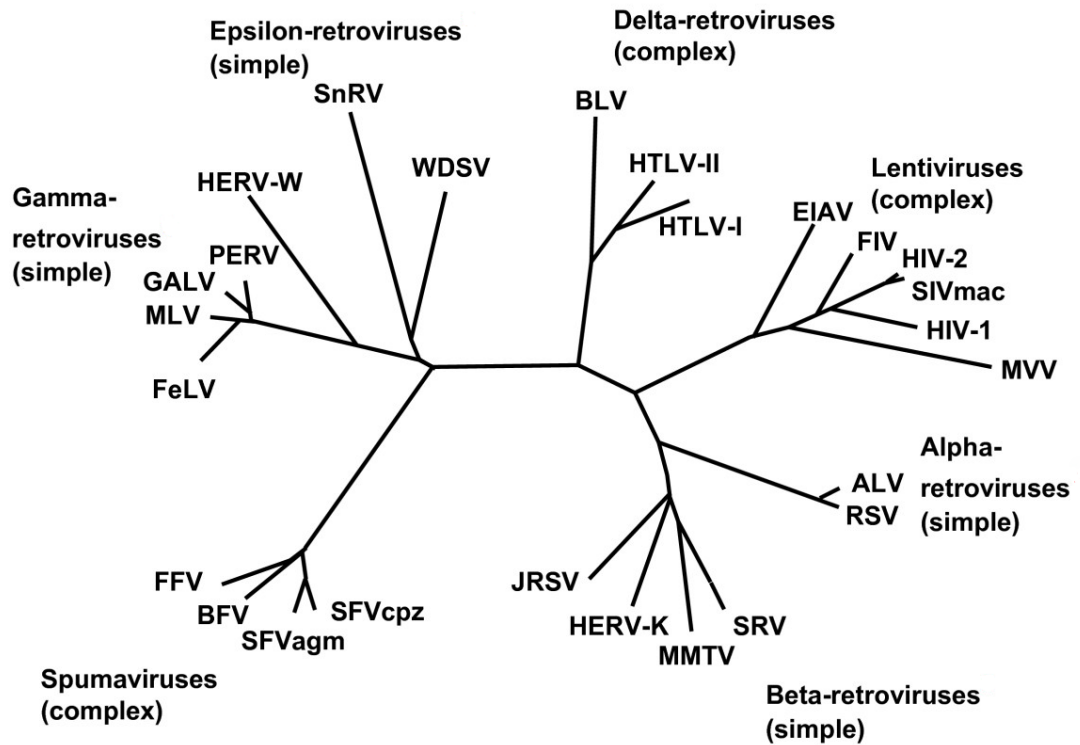 Epsilon-retroviruses
(simple)
SnRV
WDSV
Delta-retroviruses
(complex)
BLV
HTLV-II
HTLV-I
Lentiviruses
(complex)
EIAV
FIV
HIV-2
SIVmac
HIV-1
MVV
Gamma-
retroviruses
(simple)
HERV-W
PERV
GALV
MLV
FeLV
Alpha-
retroviruses
(simple)
ALV
RSV
FFV
BFV
SFVagm
SFVcpz
Spumaviruses
(complex)
JRSV
HERV-K
MMTV
SRV
Beta-retroviruses
(simple)